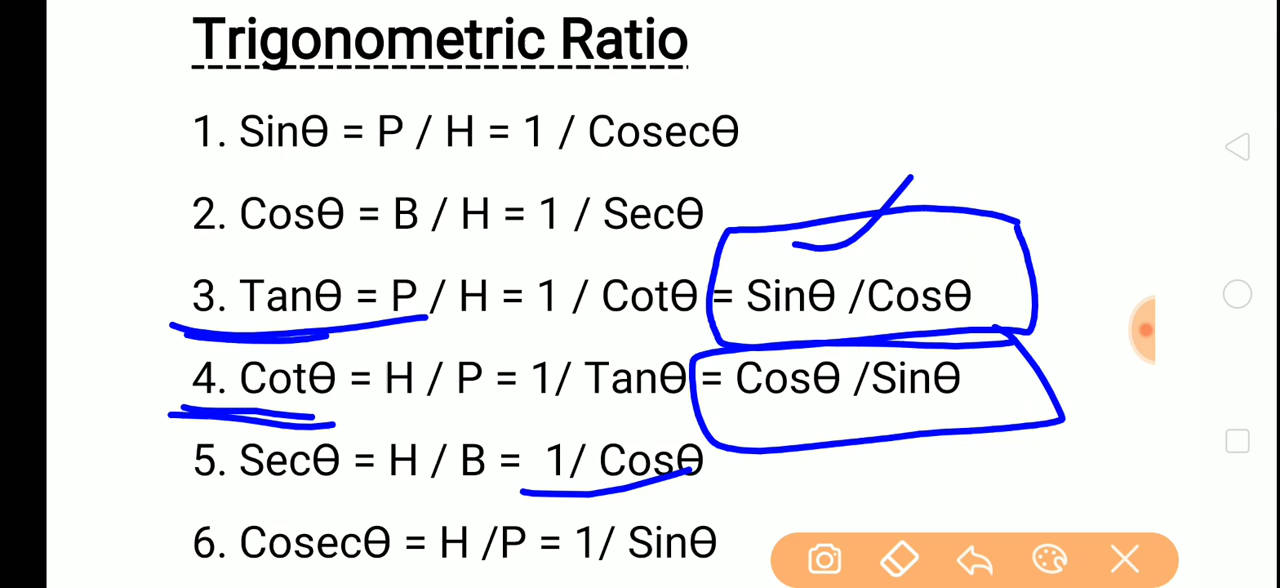 Trigonometric Ratio
1. Sinθ = P / H = 1 / Cosecθ
2. Cosθ = B / H = 1 / Secθ
3. Tanθ = P / H = 1 / Cotθ = Sinθ /Cosθ
4. Cotθ = H / P = 1/ Tanθ = Cosθ /Sinθ
5. Secθ = H / B = 1/ Cosθ
6. Cosecθ = H /P = 1/ Sinθ